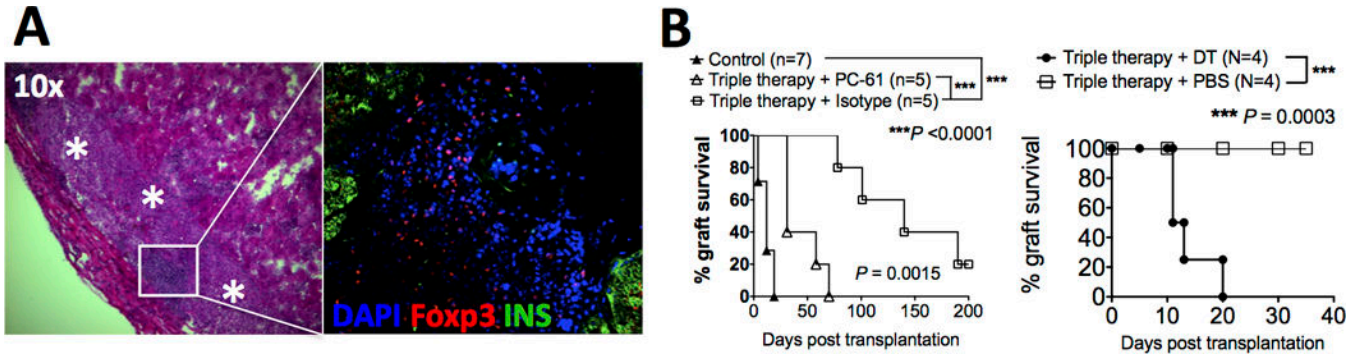 A
10x
DAPI Foxp3 INS
B
Control (n=7)
Triple therapy + PC-61 (n=5)
Triple therapy + Isotype (n=5)
***
***
***P <0.0001
% graft survival
100
80
60
40
20
0
P = 0.0015
0 50 100 150 200
Days post transplantation
Triple therapy + DT (N=4)
Triple therapy + PBS (N=4)
***
*** P = 0.0003
% graft survival
100
80
60
40
20
0
0 10 20 30 40
Days post transplantation